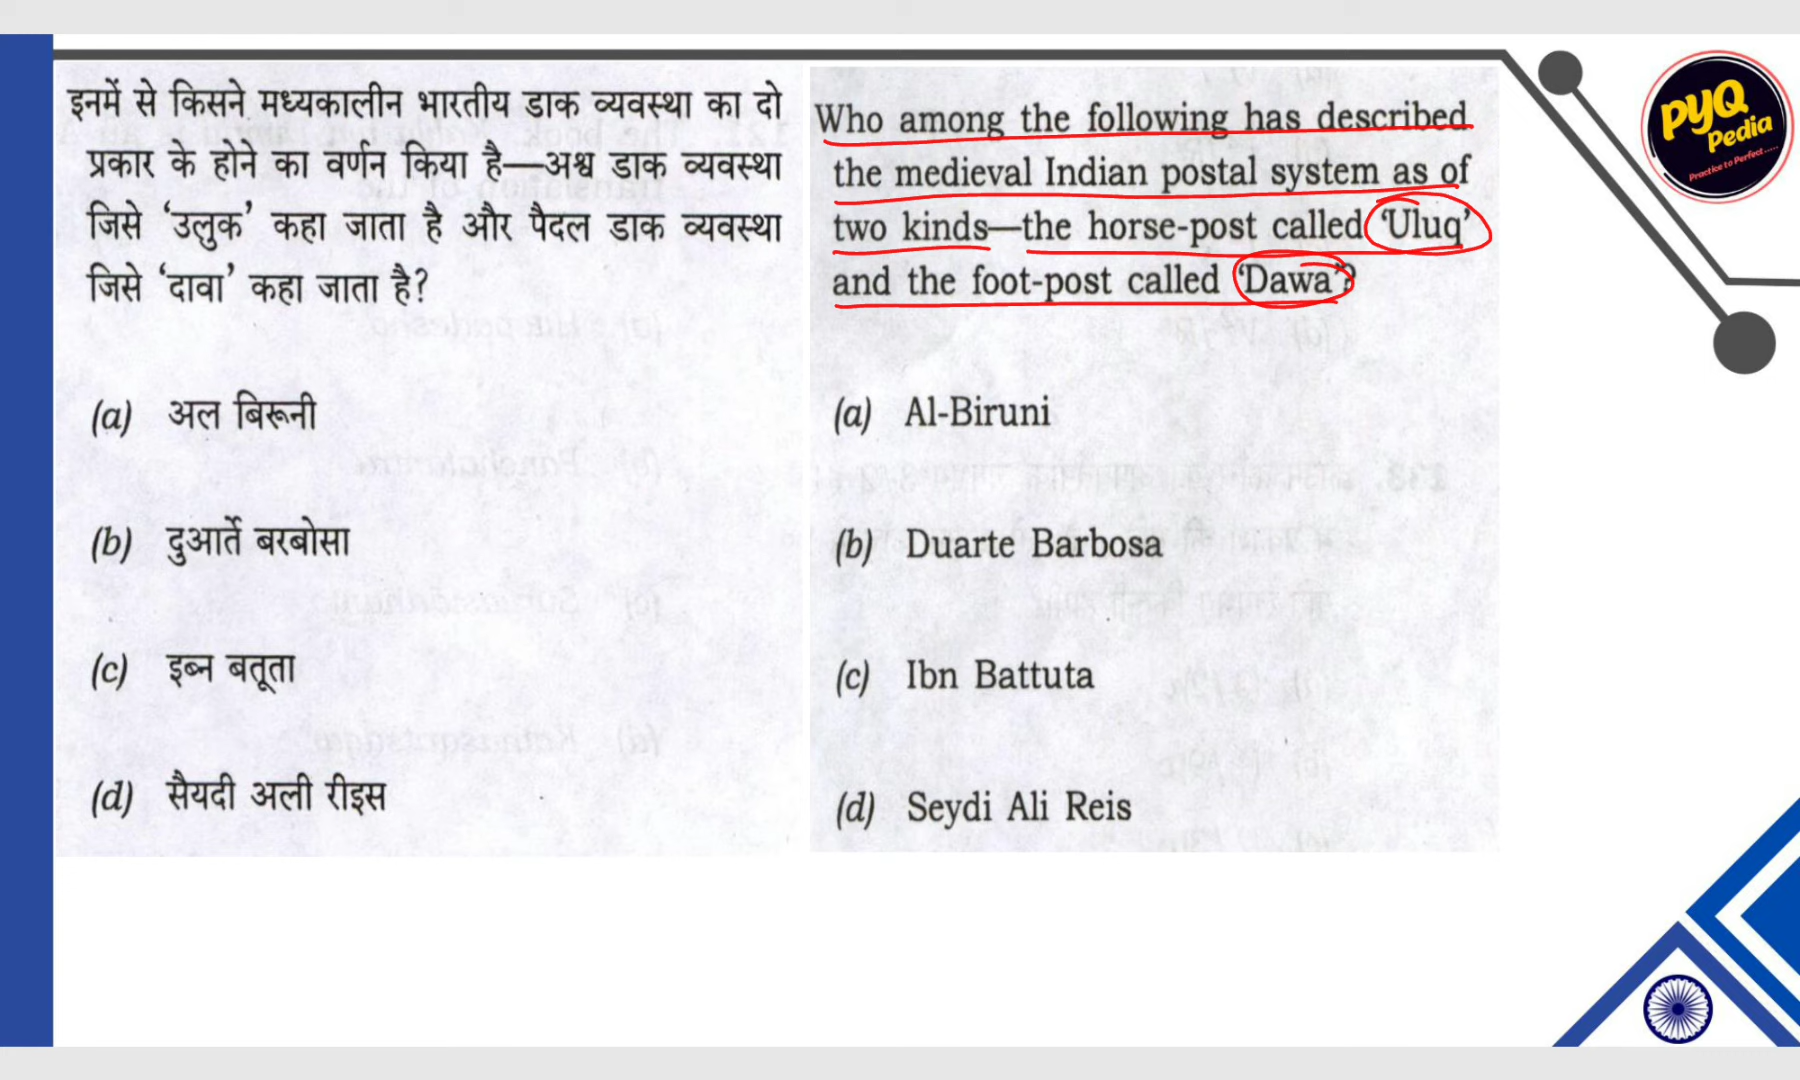 इनमें से किसने मध्यकालीन भारतीय डाक व्यवस्था का दो
प्रकार के होने का वर्णन किया है—अश्व डाक व्यवस्था
जिसे ‘उलुक’ कहा जाता है और पैदल डाक व्यवस्था
जिसे ‘दावा’ कहा जाता है?
(a) अल बिरूनी
(b) दुआर्ते बरबोसा
(c) इब्न बतूता
(d) सैयदी अली रीइस
Who among the following has described
the medieval Indian postal system as of
two kinds—the horse-post called ‘Uluq’
and the foot-post called ‘Dawa’?
(a) Al-Biruni
(b) Duarte Barbosa
(c) Ibn Battuta
(d) Seydi Ali Reis
PYQ
Pedia
Practice to Perfect.....